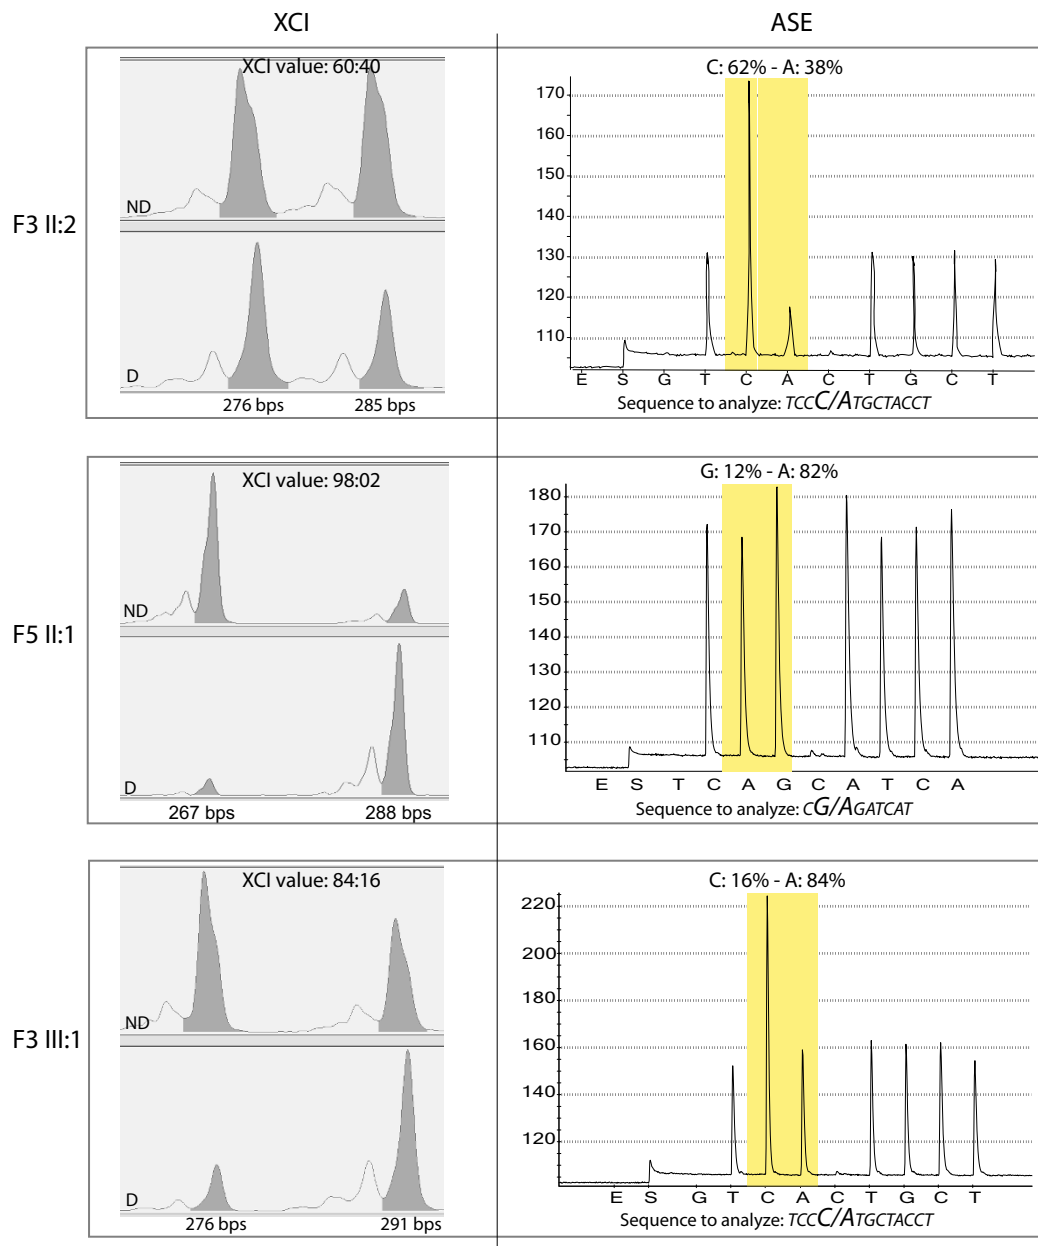 XCI
ASE
F3 II:2
XCI value: 60:40
ND
D
276 bps 285 bps
C: 62% - A: 38%
170
160
150
140
130
120
110
E S G T C A C T G C T
Sequence to analyze: TCCC/ATGCTACCT
F5 II:1
XCI value: 98:02
ND
D
267 bps 288 bps
G: 12% - A: 82%
180
170
160
150
140
130
120
110
E S T C A G C A T C A
Sequence to analyze: CG/AGATCAT
F3 III:1
XCI value: 84:16
ND
D
276 bps 291 bps
C: 16% - A: 84%
220
200
180
160
140
120
E S G T C A C T G C T
Sequence to analyze: TCCC/ATGCTACCT